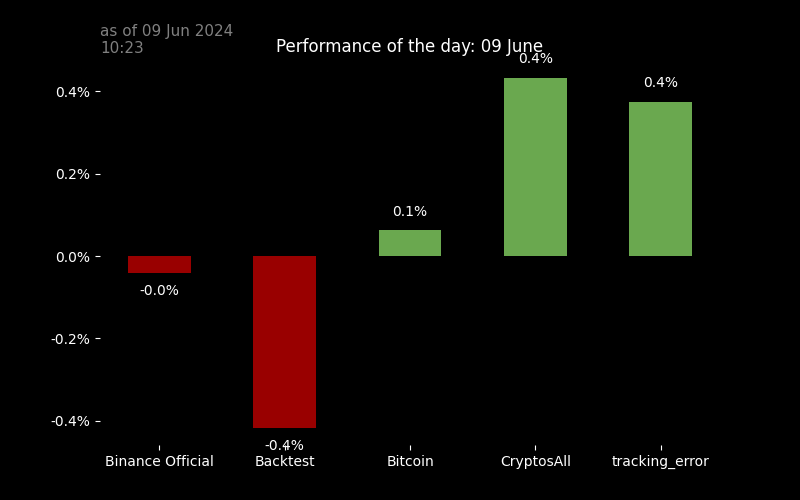 as of 09 Jun 2024
10:23
Performance of the day: 09 June
0.4%
0.2%
0.0%
-0.2%
-0.4%
-0.0%
-0.4%
0.1%
0.4%
0.4%
Binance Official
Backtest
Bitcoin
CryptosAll
tracking_error